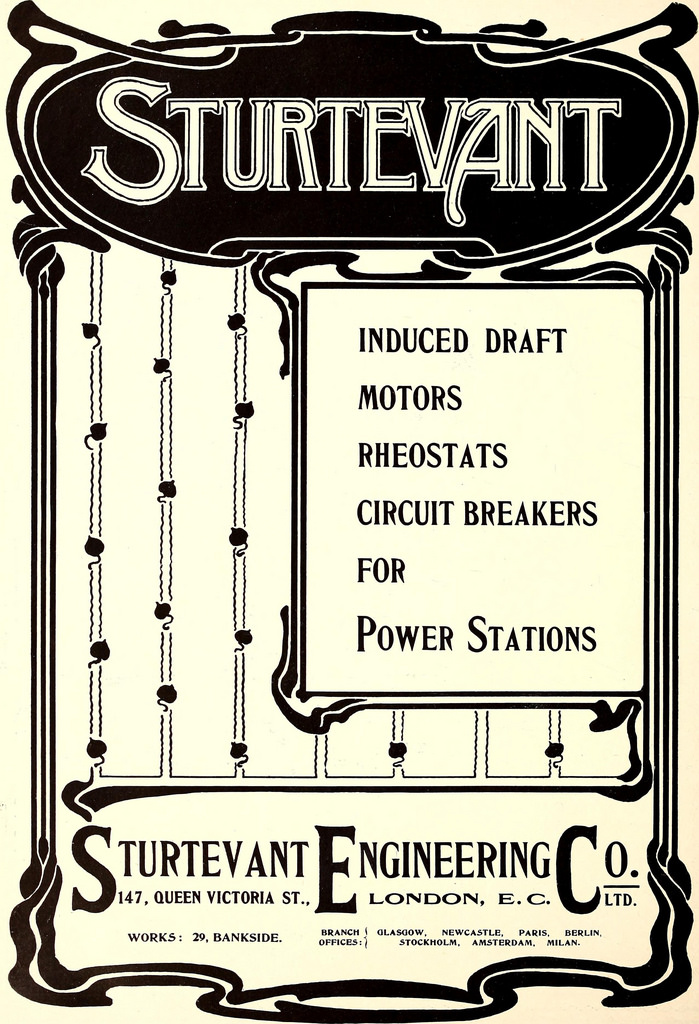 STURTEVANT
INDUCED DRAFT
MOTORS
RHEOSTATS
CIRCUIT BREAKERS
FOR
POWER STATIONS
STURTEVANT ENGINEERING CO. LTD.
147, QUEEN VICTORIA ST., LONDON, E. C.
WORKS: 29, BANKSIDE.
BRANCH OFFICES: GLASGOW, NEWCASTLE, PARIS, BERLIN,
STOCKHOLM, AMSTERDAM, MILAN.